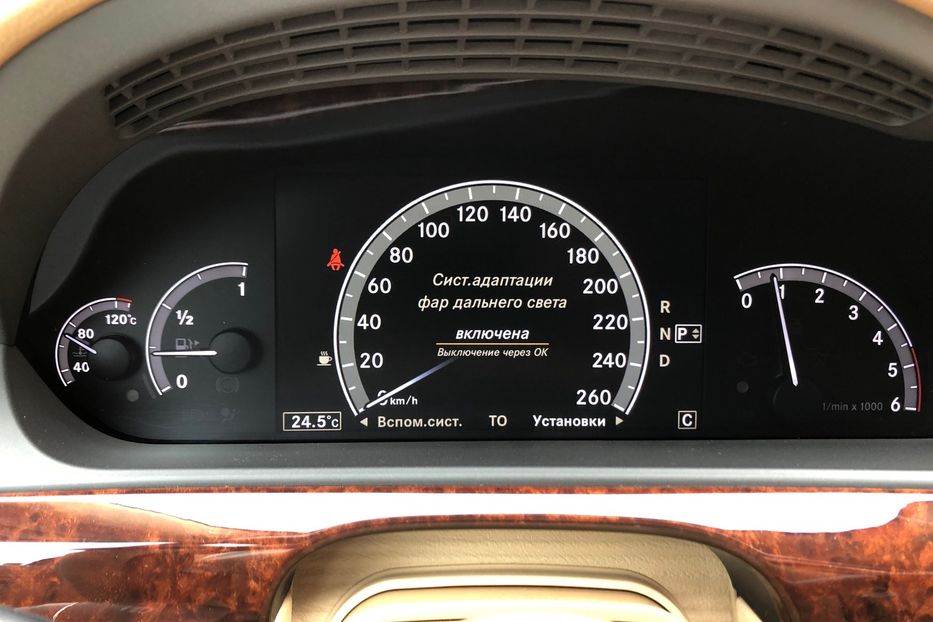 Сист.адаптации
фар дальнего света
включена
Выключение через ОК
0 20 40 60 80 100 120 140 160 180 200 220 240 260
km/h
24.5°C
Вспом.сист. ТО Установки
C
R
N P
D
40 80 120°C
0 ½ 1
0 1 2 3 4 5 6
1/min x 1000